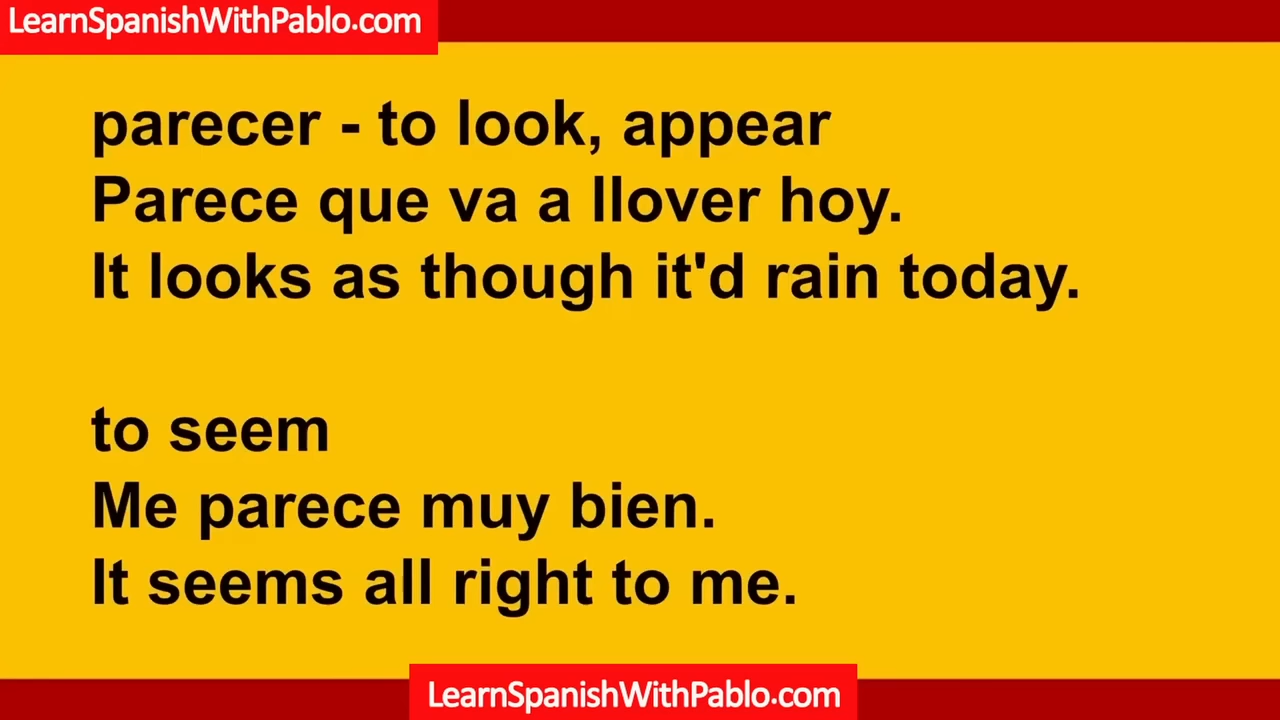 LearnSpanishWithPablo.com
parecer - to look, appear
Parece que va a llover hoy.
It looks as though it'd rain today.
to seem
Me parece muy bien.
It seems all right to me.
LearnSpanishWithPablo.com